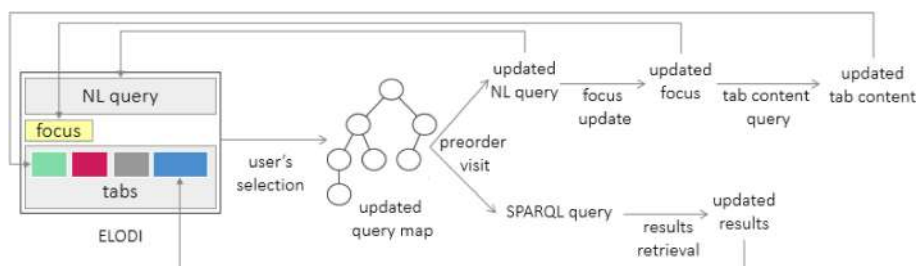 NL query
focus
tabs
ELODI
user's
selection
updated
query map
preorder
visit
updated
NL query
focus
update
updated
focus
tab content
query
updated
tab content
SPARQL query
results
retrieval
updated
results